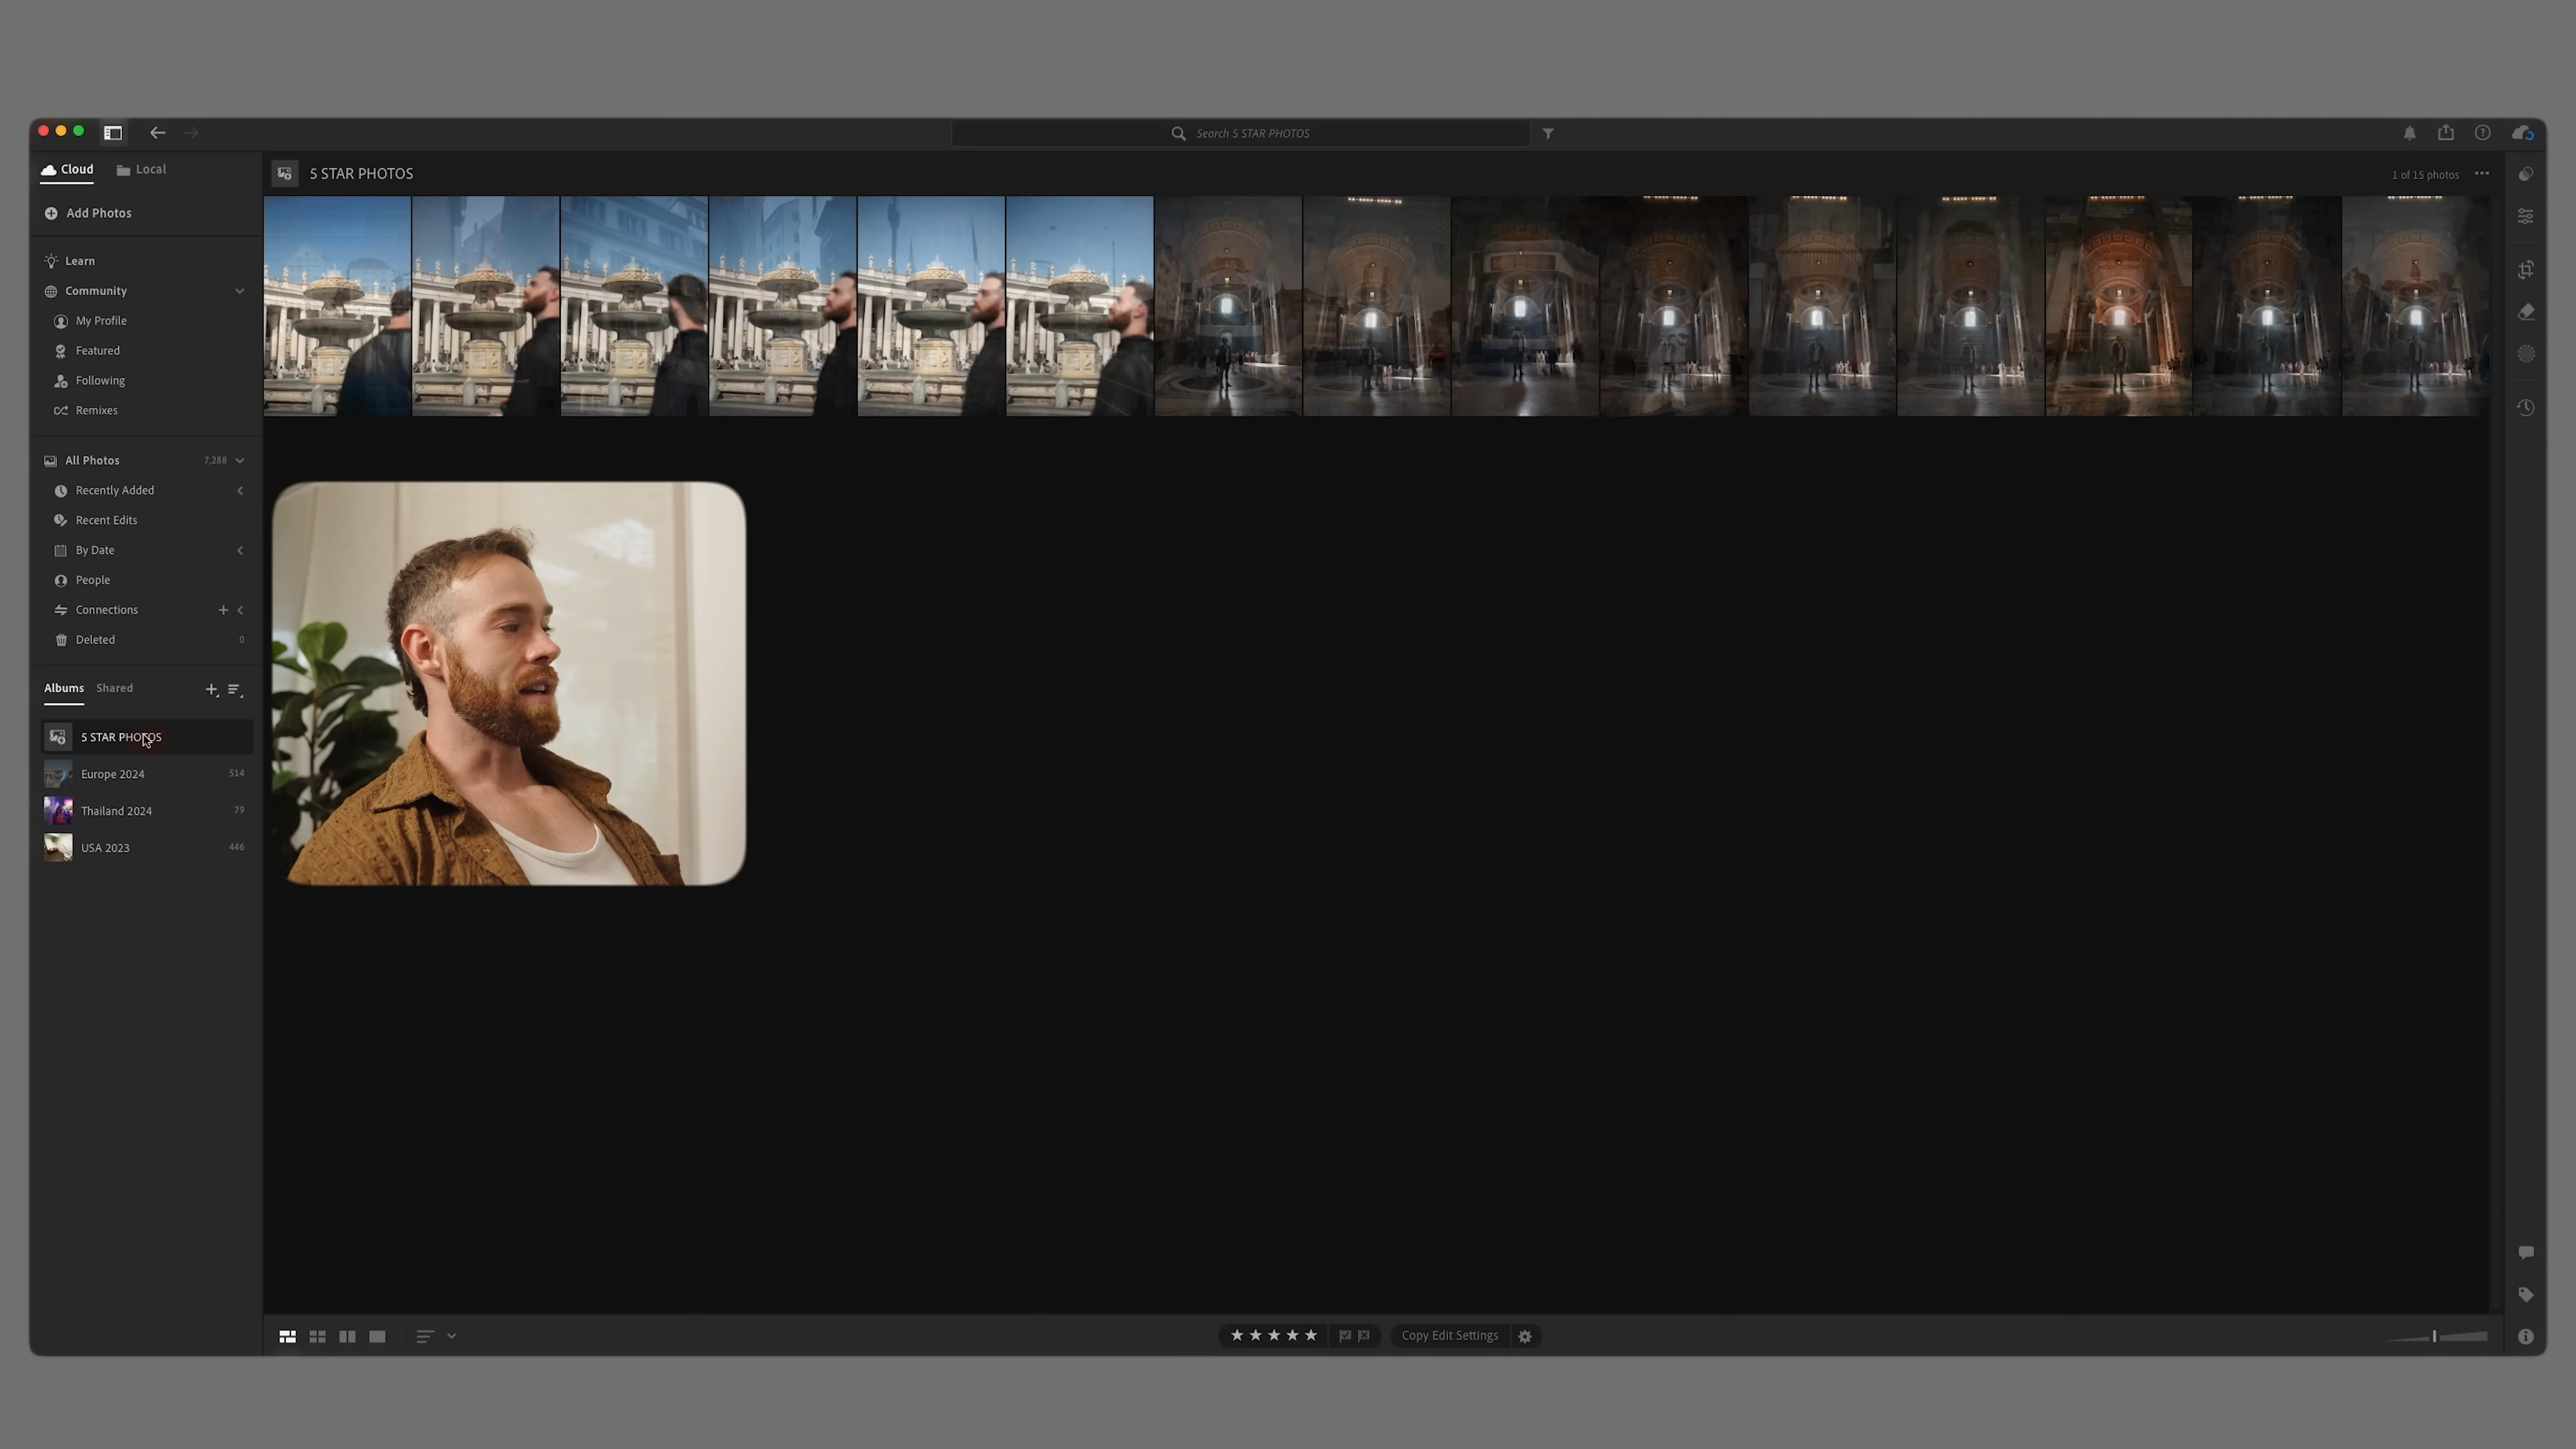 Search 5 STAR PHOTOS
Cloud
Local
5 STAR PHOTOS
1 of 15 photos
Add Photos
Learn
Community
My Profile
Featured
Following
Remixes
All Photos 7,288
Recently Added
Recent Edits
By Date
People
Connections
Deleted 0
Albums Shared
5 STAR PHOTOS
Europe 2024 514
Thailand 2024 79
USA 2023 446
Copy Edit Settings